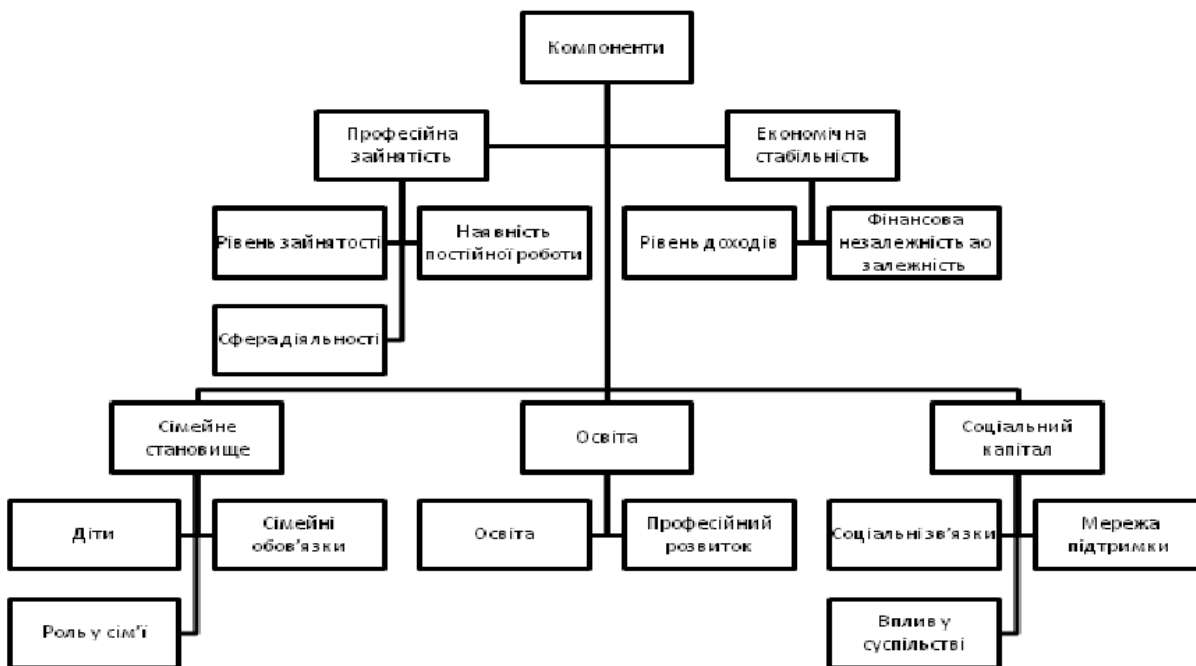 Компоненти
Професійна
зайнятість
Економічна
стабільність
Рівень зайнятості
Наявність
постійної роботи
Рівень доходів
Фінансова
незалежність ао
залежність
Сфера діяльності
Сімейне
становище
Освіта
Соціальний
капітал
Діти
Сімейні
обов’язки
Освіта
Професійний
розвиток
Соціальні зв’язки
Мережа
підтримки
Роль у сім’ї
Вплив у
суспільстві